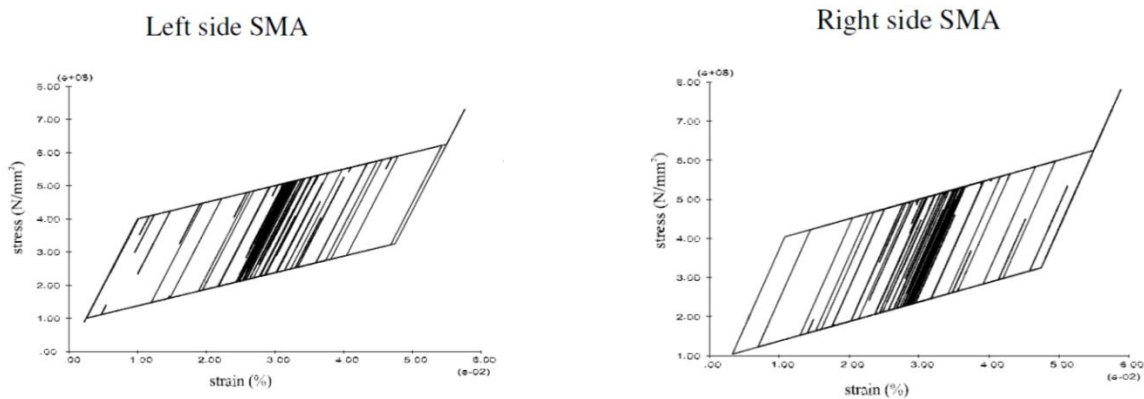 Left side SMA
(e+08)
8.00
7.00
6.00
5.00
4.00
3.00
2.00
1.00
.00
stress (N/mm²)
.00 1.00 2.00 3.00 4.00 5.00 6.00
(e-02)
strain (%)
Right side SMA
(e+08)
8.00
7.00
6.00
5.00
4.00
3.00
2.00
1.00
stress (N/mm²)
.00 1.00 2.00 3.00 4.00 5.00 6.00
(e-02)
strain (%)